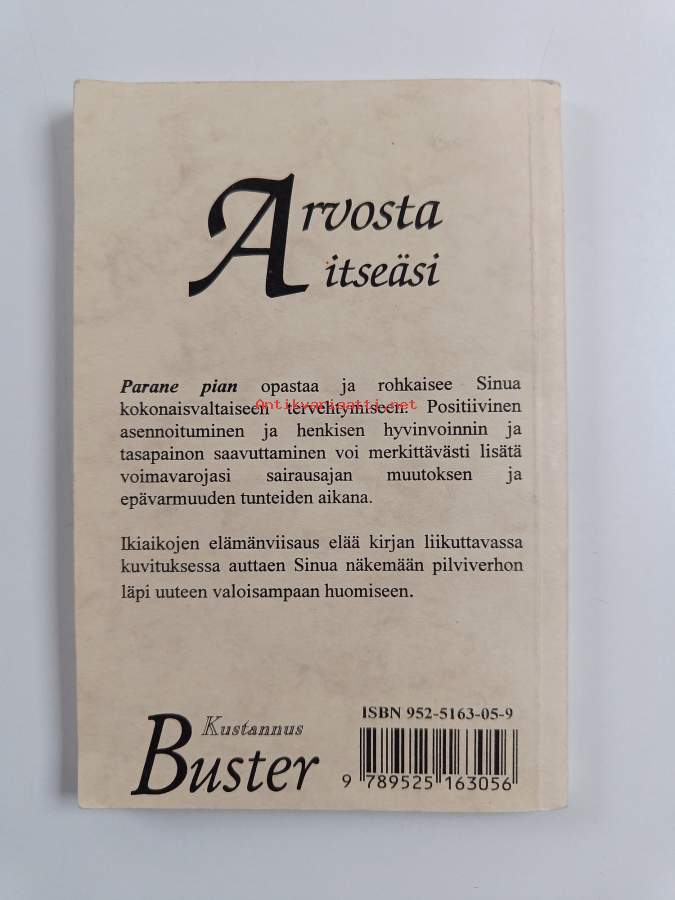 Arvosta
itseäsi
Parane pian opastaa ja rohkaisee Sinua
kokonaisvaltaiseen tervehtymiseen. Positiivinen
Antikvariaatti.net
asennoituminen ja henkisen hyvinvoinnin ja
tasapainon saavuttaminen voi merkittävästi lisätä
voimavarojasi sairausajan muutoksen ja
epävarmuuden tunteiden aikana.
Ikiaikojen elämänviisaus elää kirjan liikuttavassa
kuvituksessa auttaen Sinua näkemään pilviverhon
läpi uuteen valoisampaan huomiseen.
Kustannus
Buster
ISBN 952-5163-05-9
9 789525 163056